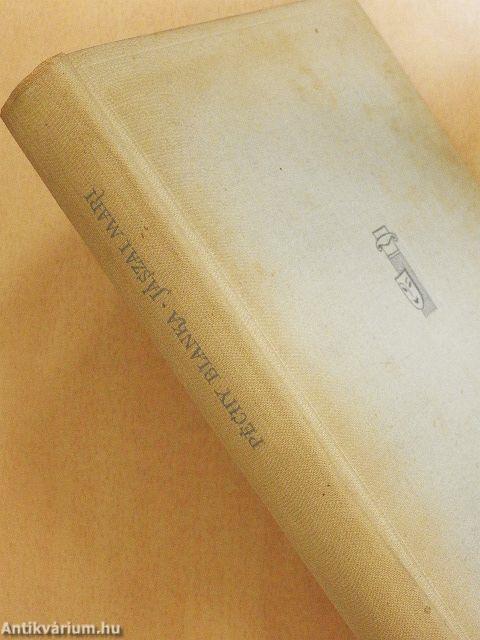 PÉCHY BLANKA • JÁSZAI MARI
Antikvárium.hu